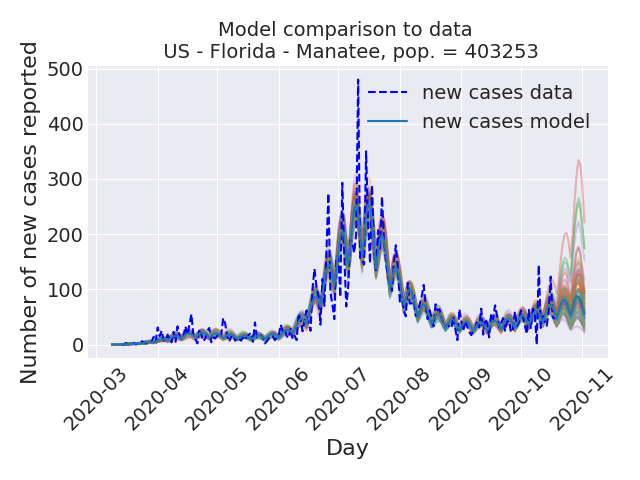 Model comparison to data
US - Florida - Manatee, pop. = 403253
Number of new cases reported
500
400
300
200
100
0
new cases data
new cases model
2020-03
2020-04
2020-05
2020-06
2020-07
2020-08
2020-09
2020-10
2020-11
Day